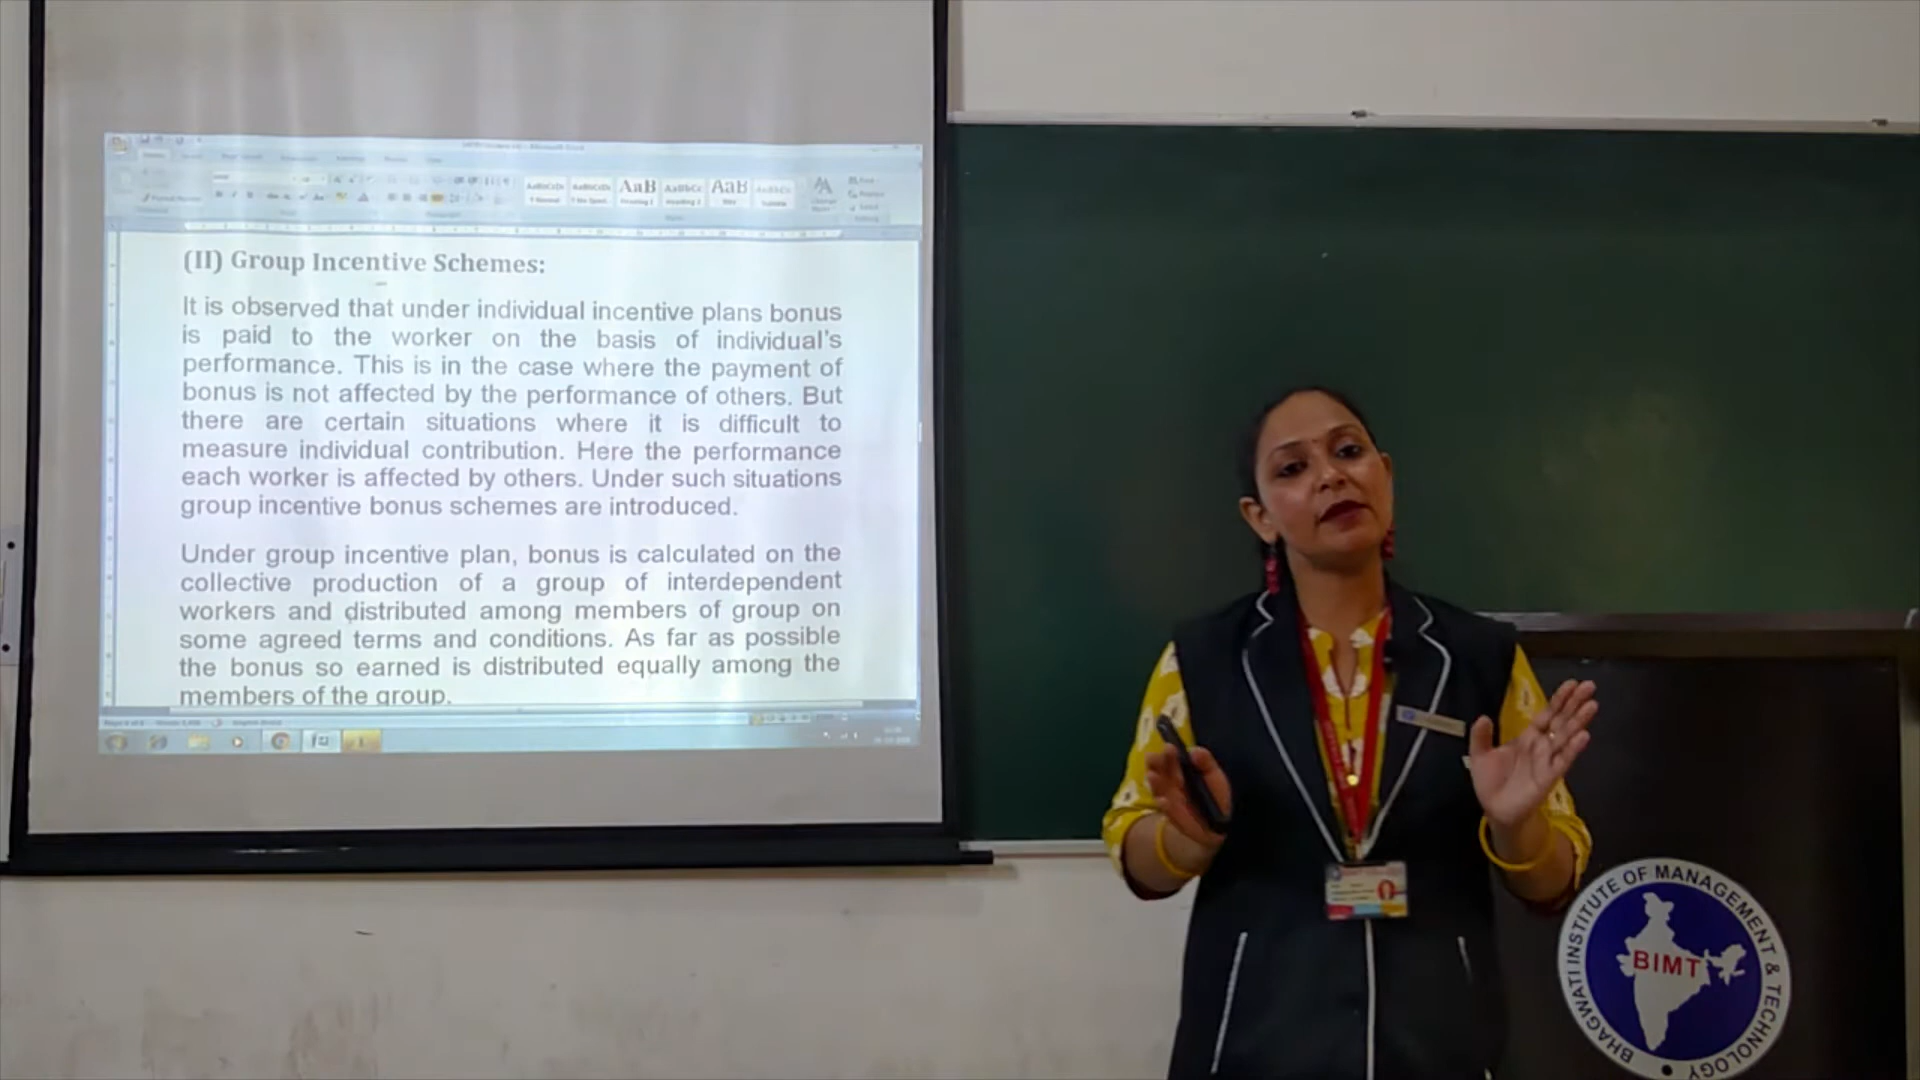 (II) Group Incentive Schemes:
It is observed that under individual incentive plans bonus
is paid to the worker on the basis of individual's
performance. This is in the case where the payment of
bonus is not affected by the performance of others. But
there are certain situations where it is difficult to
measure individual contribution. Here the performance
each worker is affected by others. Under such situations
group incentive bonus schemes are introduced.
Under group incentive plan, bonus is calculated on the
collective production of a group of interdependent
workers and distributed among members of group on
some agreed terms and conditions. As far as possible
the bonus so earned is distributed equally among the
members of the group.
BHAGWATI INSTITUTE OF MANAGEMENT & TECHNOLOGY
BIMT